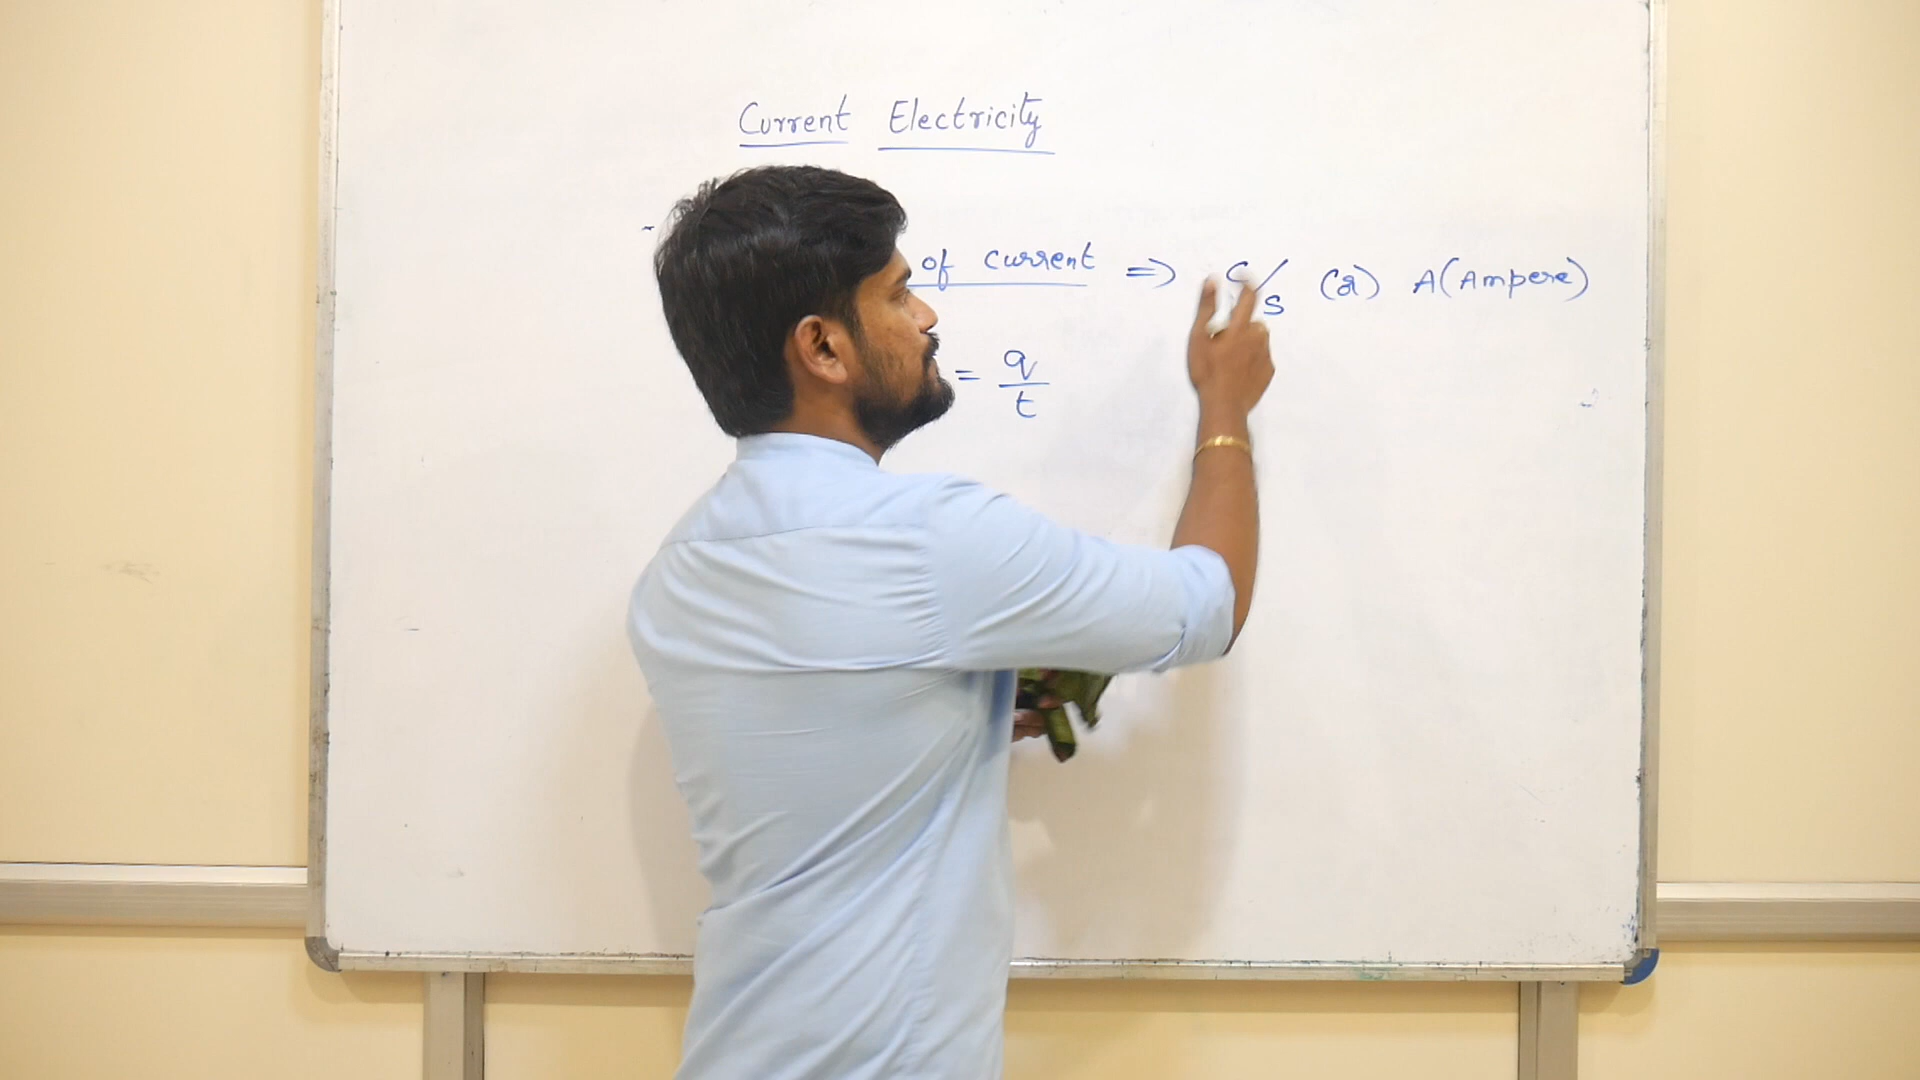 Current Electricity
of current => C/s (or) A(Ampere)
= q/t